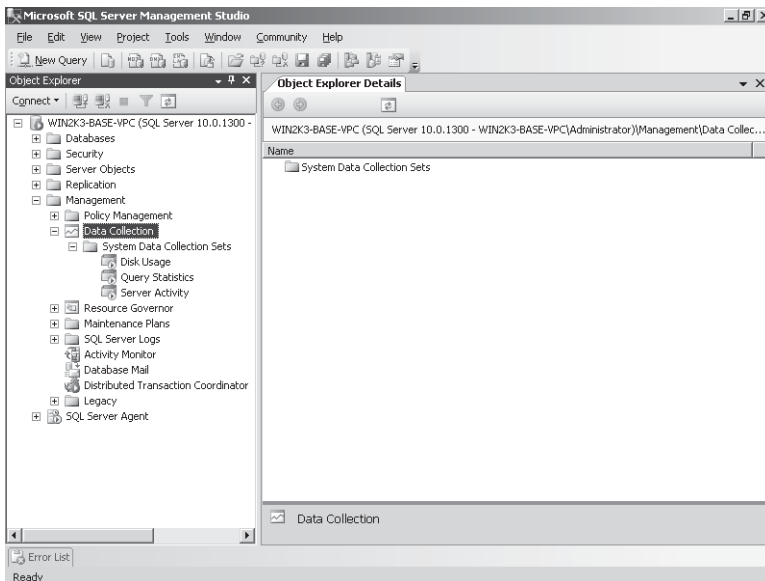 Microsoft SQL Server Management Studio
File Edit View Project Tools Window Community Help
New Query
Object Explorer
Connect
WIN2K3-BASE-VPC (SQL Server 10.0.1300 -
Databases
Security
Server Objects
Replication
Management
Policy Management
Data Collection
System Data Collection Sets
Disk Usage
Query Statistics
Server Activity
Resource Governor
Maintenance Plans
SQL Server Logs
Activity Monitor
Database Mail
Distributed Transaction Coordinator
Legacy
SQL Server Agent
Object Explorer Details
WIN2K3-BASE-VPC (SQL Server 10.0.1300 - WIN2K3-BASE-VPC\Administrator)\Management\Data Collec...
Name
System Data Collection Sets
Data Collection
Error List
Ready